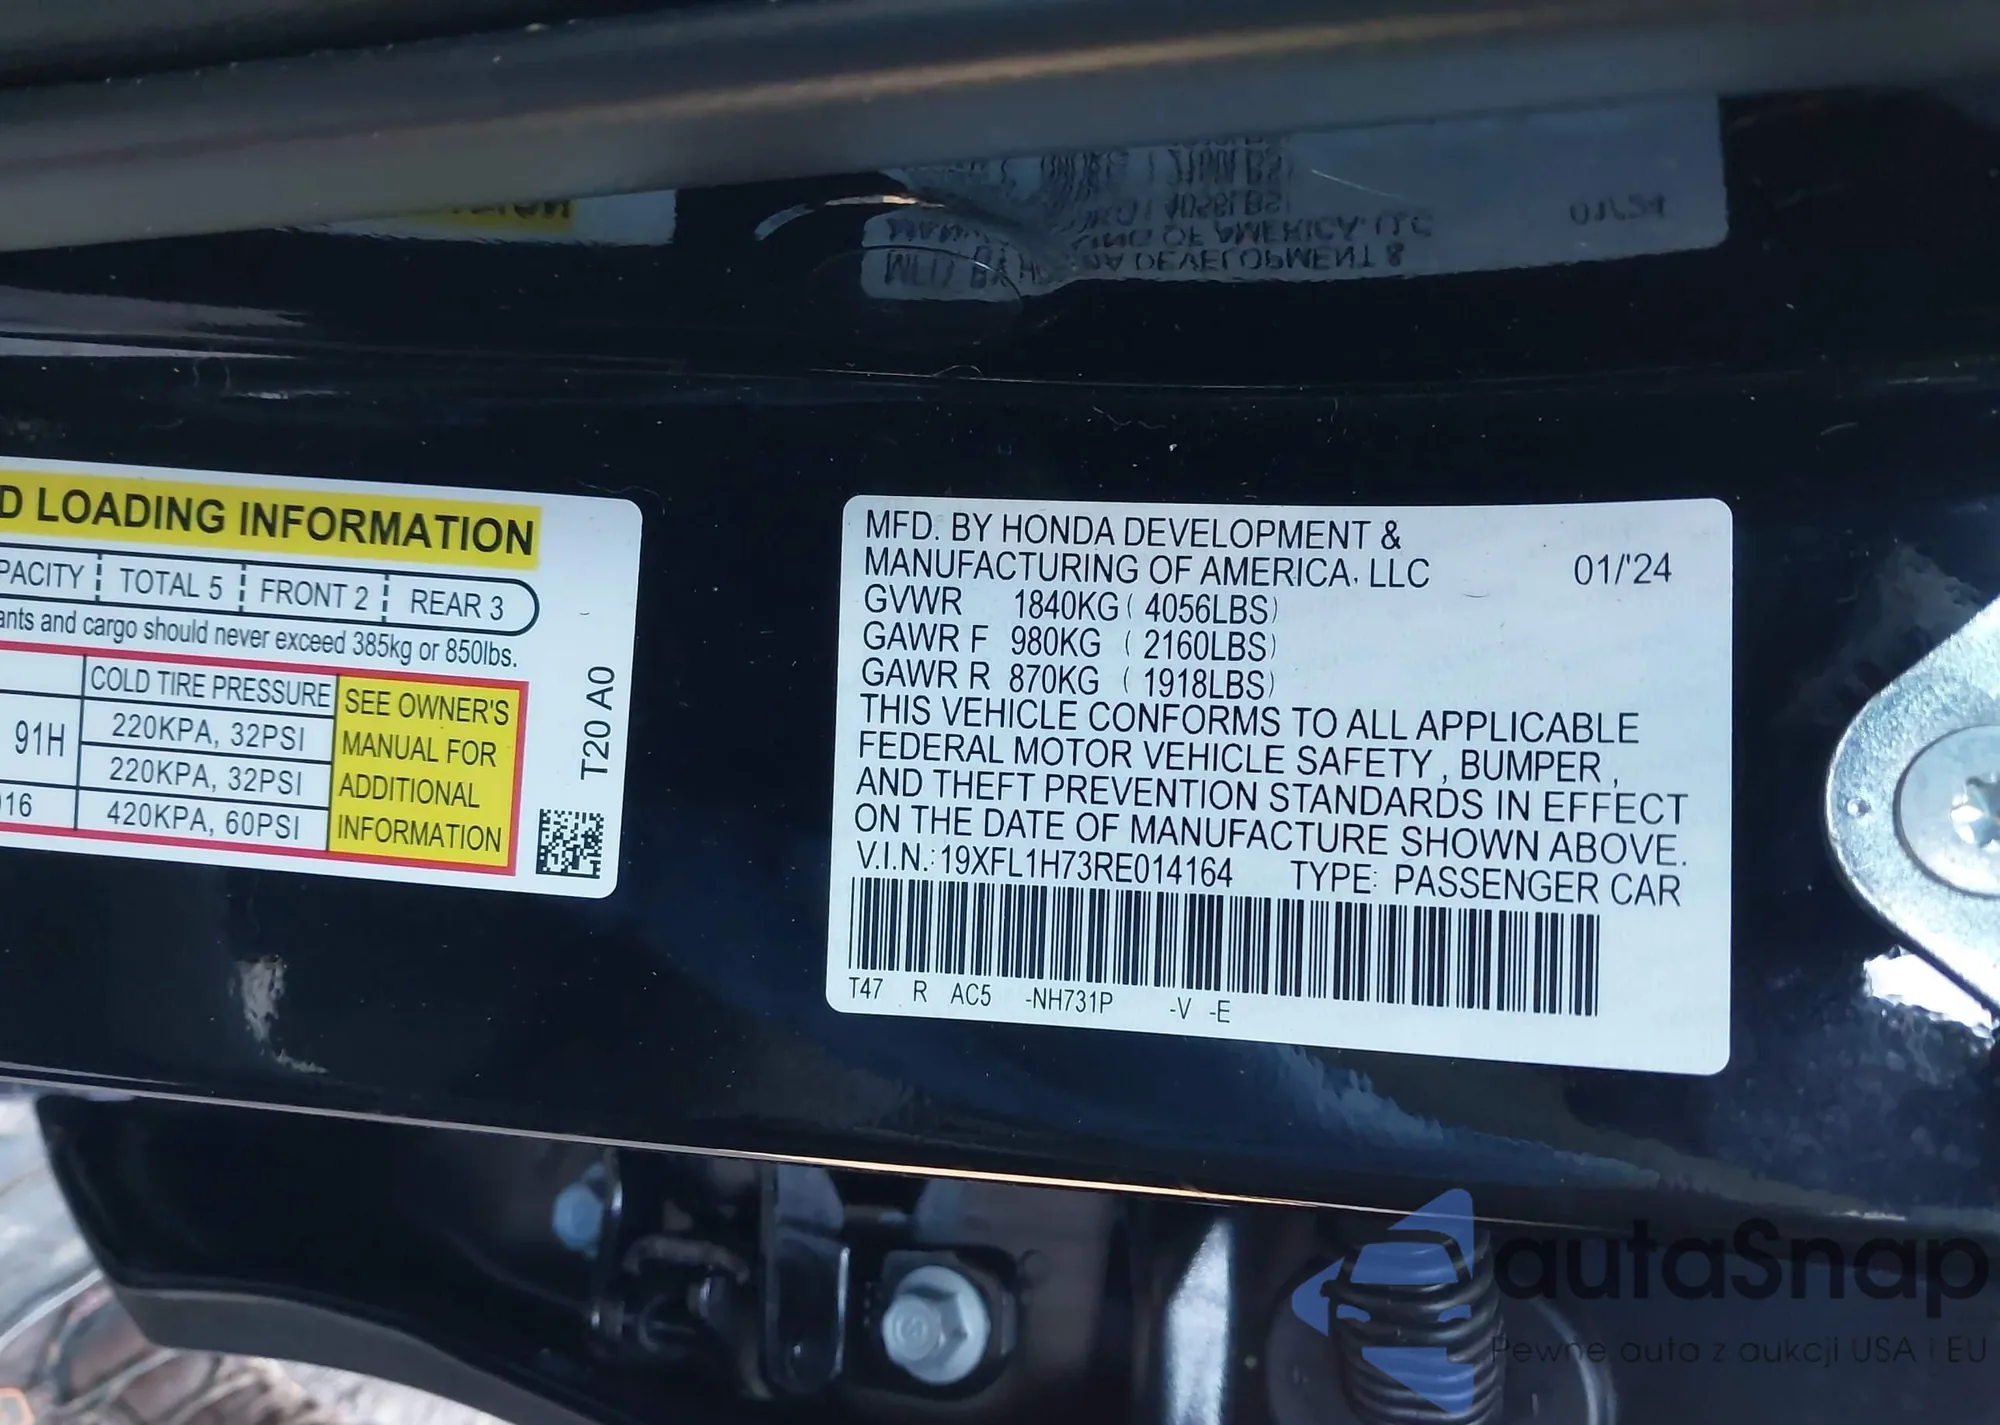 D LOADING INFORMATION
PACITY TOTAL 5 FRONT 2 REAR 3
ants and cargo should never exceed 385kg or 850lbs.
COLD TIRE PRESSURE
91H 220KPA, 32PSI
220KPA, 32PSI
016 420KPA, 60PSI
SEE OWNER'S
MANUAL FOR
ADDITIONAL
INFORMATION
T20 A0
MFD. BY HONDA DEVELOPMENT &
MANUFACTURING OF AMERICA, LLC 01/'24
GVWR 1840KG ( 4056LBS)
GAWR F 980KG ( 2160LBS)
GAWR R 870KG ( 1918LBS)
THIS VEHICLE CONFORMS TO ALL APPLICABLE
FEDERAL MOTOR VEHICLE SAFETY , BUMPER ,
AND THEFT PREVENTION STANDARDS IN EFFECT
ON THE DATE OF MANUFACTURE SHOWN ABOVE.
V.I.N.: 19XFL1H73RE014164 TYPE: PASSENGER CAR
T47 R AC5 -NH731P -V -E
autaSnap
Pewne auta z aukcji USA i EU